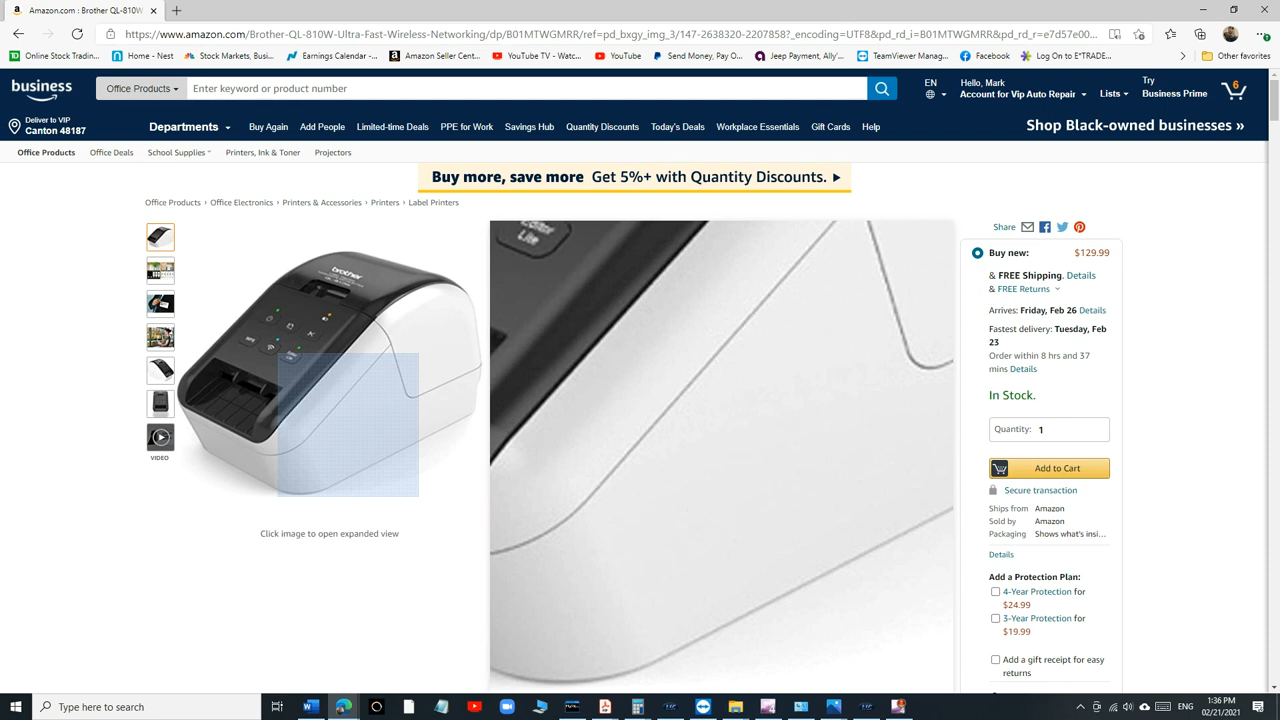 Amazon.com: Brother QL-810W
https://www.amazon.com/Brother-QL-810W-Ultra-Fast-Wireless-Networking/dp/B01MTWGMRR/ref=pd_bxgy_img_3/147-2638320-2207858?_encoding=UTF8&pd_rd_i=B01MTWGMRR&pd_rd_r=e7d57e00...
Online Stock Trading... Home - Nest Stock Markets, Busi... Earnings Calendar -... Amazon Seller Cent... YouTube TV - Watc... YouTube Send Money, Pay O... Jeep Payment, Ally'... TeamViewer Manag... Facebook Log On to E*TRADE... Other favorites
business
Office Products
Enter keyword or product number
EN
Hello, Mark
Account for Vip Auto Repair
Lists
Try
Business Prime
6
Deliver to VIP
Canton 48187
Departments
Buy Again Add People Limited-time Deals PPE for Work Savings Hub Quantity Discounts Today's Deals Workplace Essentials Gift Cards Help
Shop Black-owned businesses »
Office Products Office Deals School Supplies Printers, Ink & Toner Projectors
Buy more, save more Get 5%+ with Quantity Discounts.
Office Products › Office Electronics › Printers & Accessories › Printers › Label Printers
brother
Color
Lite
VIDEO
Click image to open expanded view
Share
Buy new: $129.99
& FREE Shipping. Details
& FREE Returns
Arrives: Friday, Feb 26 Details
Fastest delivery: Tuesday, Feb
23
Order within 8 hrs and 37
mins Details
In Stock.
Quantity: 1
Add to Cart
Secure transaction
Ships from Amazon
Sold by Amazon
Packaging Shows what's insi...
Details
Add a Protection Plan:
4-Year Protection for
$24.99
3-Year Protection for
$19.99
Add a gift receipt for easy
returns
Type here to search
ENG
1:36 PM
02/21/2021